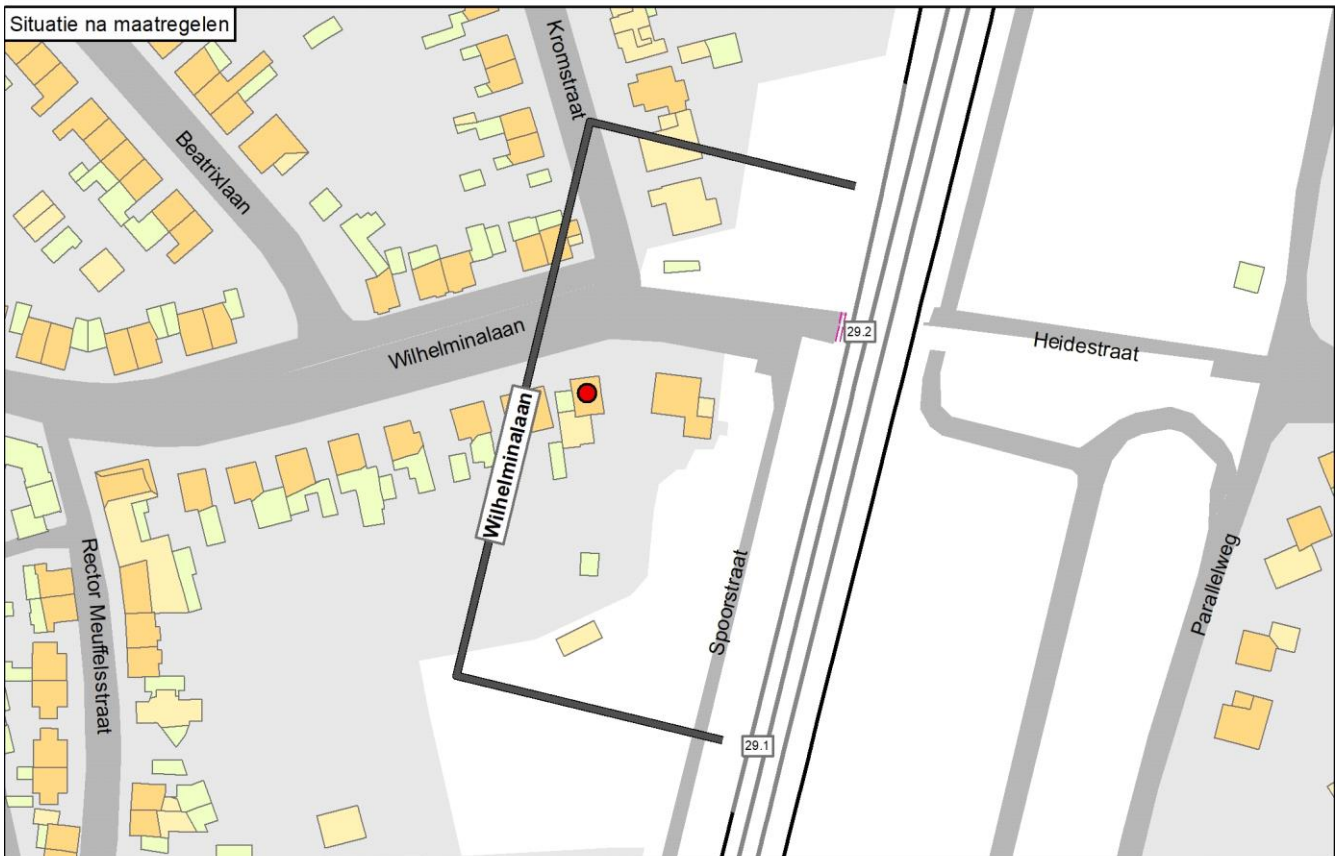 Situatie na maatregelen
Kromstraat
Beatrixlaan
29.2
Heidestraat
Wilhelminalaan
Wilhelminalaan
Rector Meuffelsstraat
Spoorstraat
Parallelweg
29.1